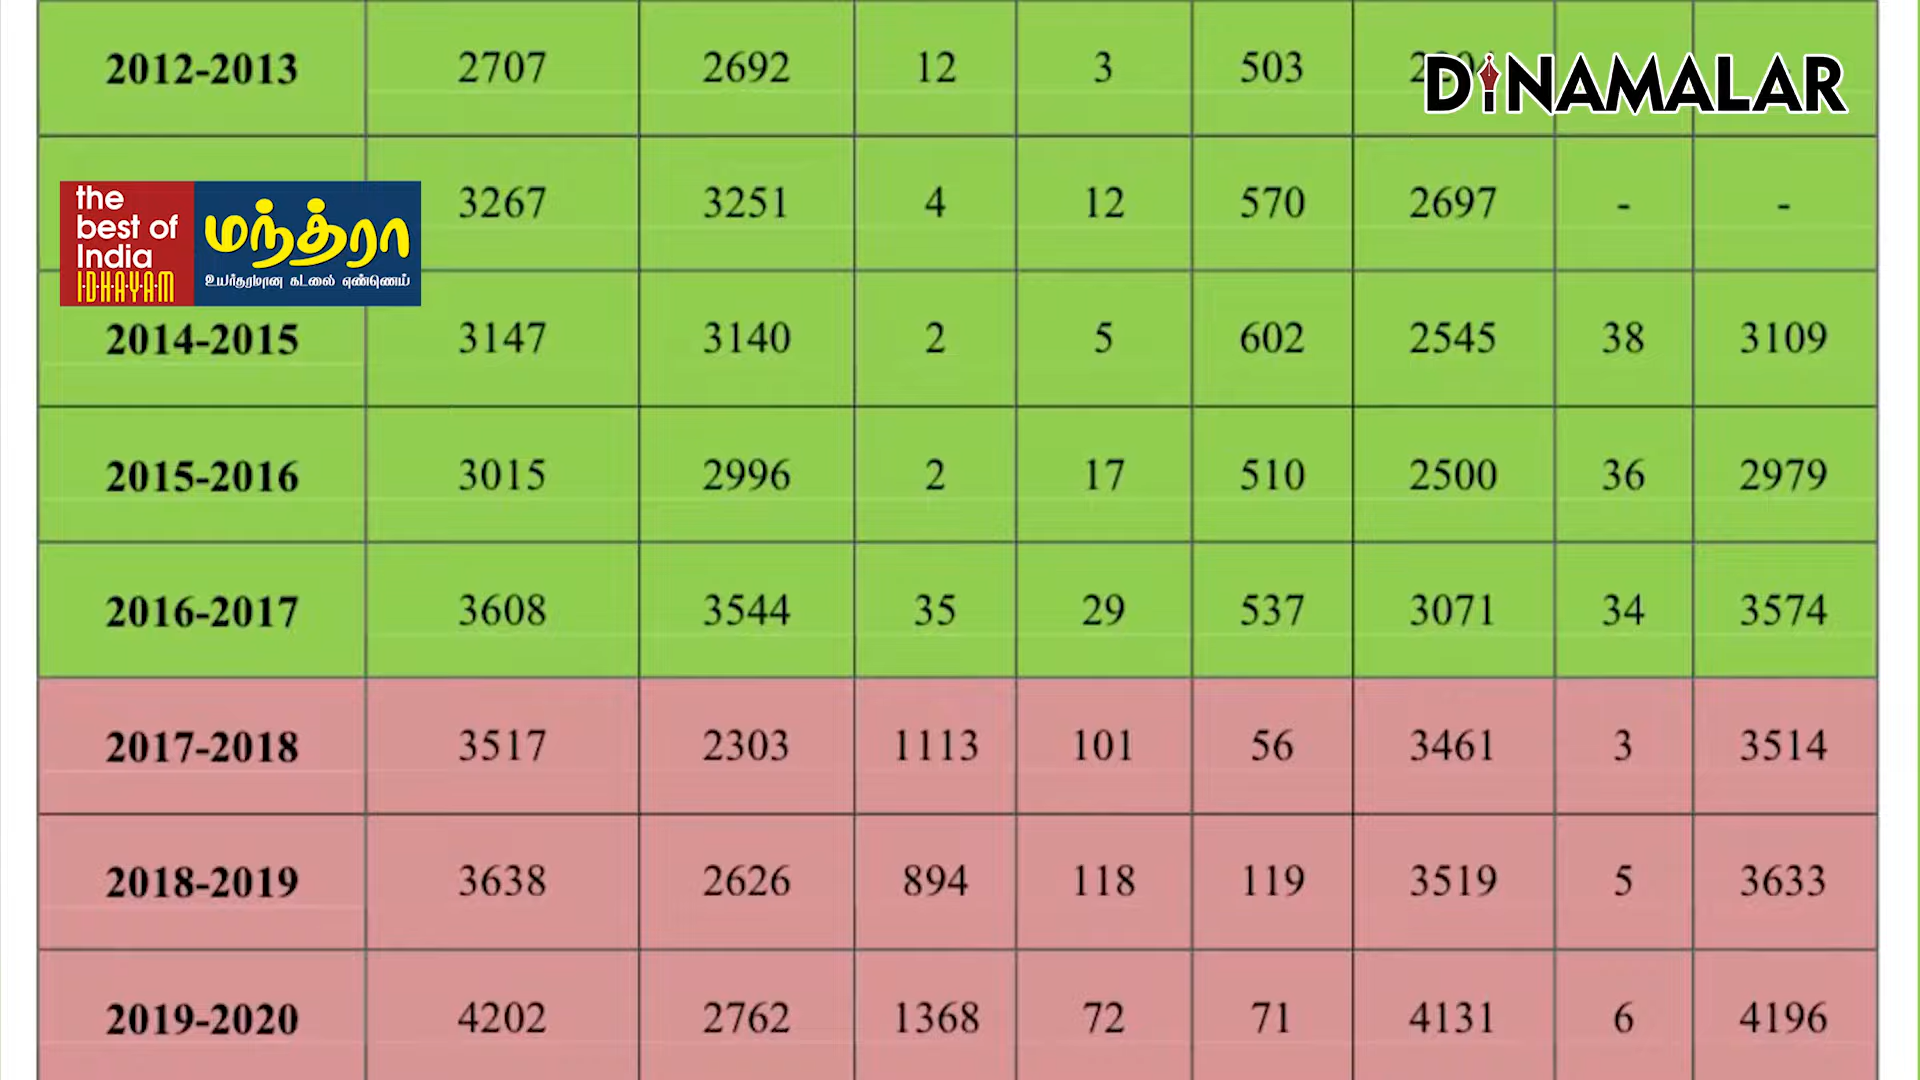 2012-2013 2707 2692 12 3 503
DINAMALAR
3267 3251 4 12 570 2697 - -
the
best of
India
IDHAYAM
மந்த்ரா
உயர்தரமான கடலை எண்ணெய்
2014-2015 3147 3140 2 5 602 2545 38 3109
2015-2016 3015 2996 2 17 510 2500 36 2979
2016-2017 3608 3544 35 29 537 3071 34 3574
2017-2018 3517 2303 1113 101 56 3461 3 3514
2018-2019 3638 2626 894 118 119 3519 5 3633
2019-2020 4202 2762 1368 72 71 4131 6 4196